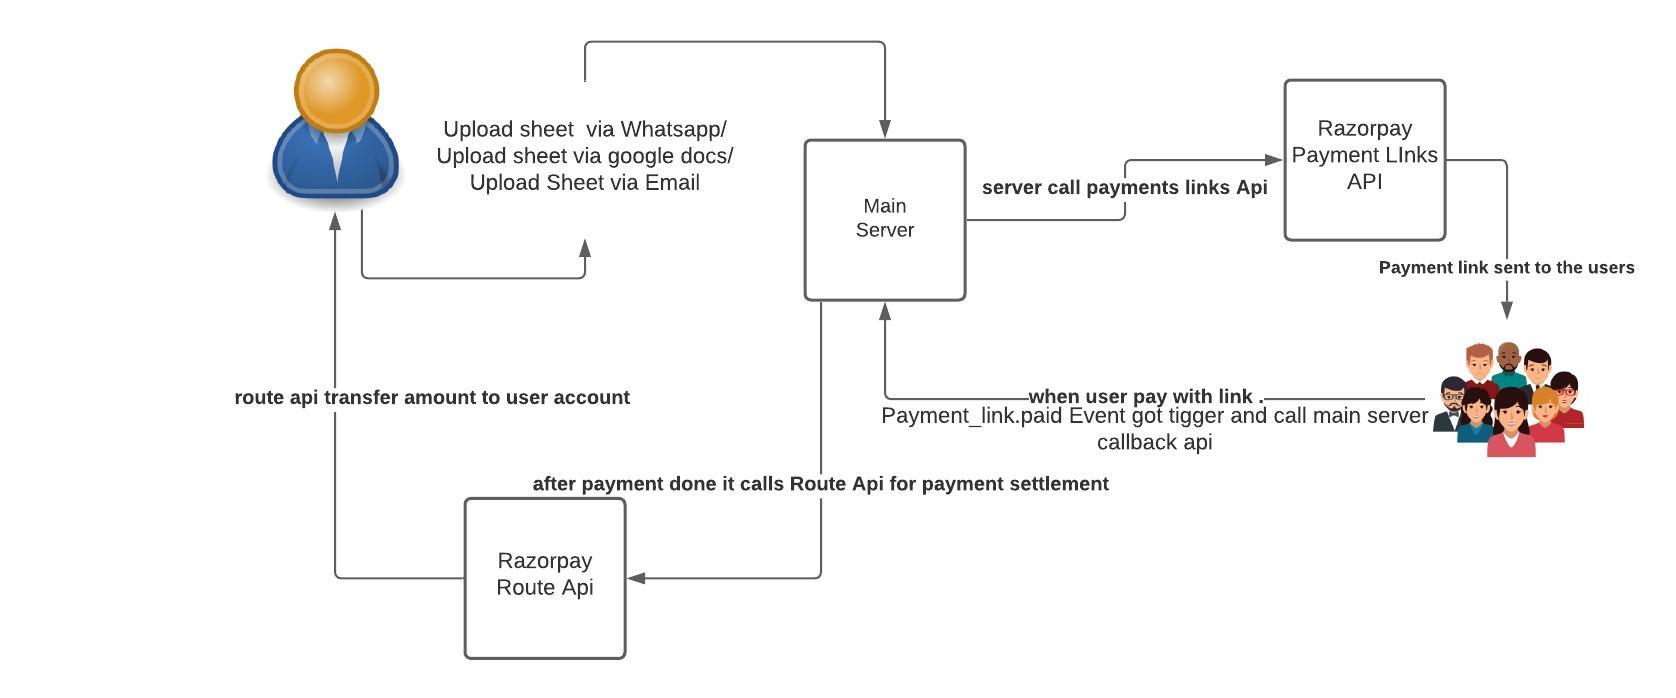 Upload sheet  via Whatsapp/
Upload sheet via google docs/
Upload Sheet via Email
Main
Server
server call payments links Api
Razorpay
Payment LInks
API
Payment link sent to the users
when user pay with link .
Payment_link.paid Event got tigger and call main server
callback api
route api transfer amount to user account
after payment done it calls Route Api for payment settlement
Razorpay
Route Api